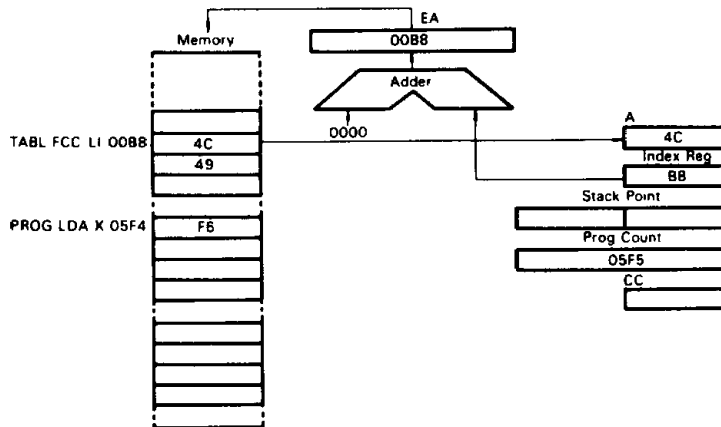 EA
Memory
00B8
Adder
A
TABL FCC LI 00B8
4C
0000
4C
49
Index Reg
B8
Stack Point
PROG LDA X 05F4
F6
Prog Count
05F5
CC